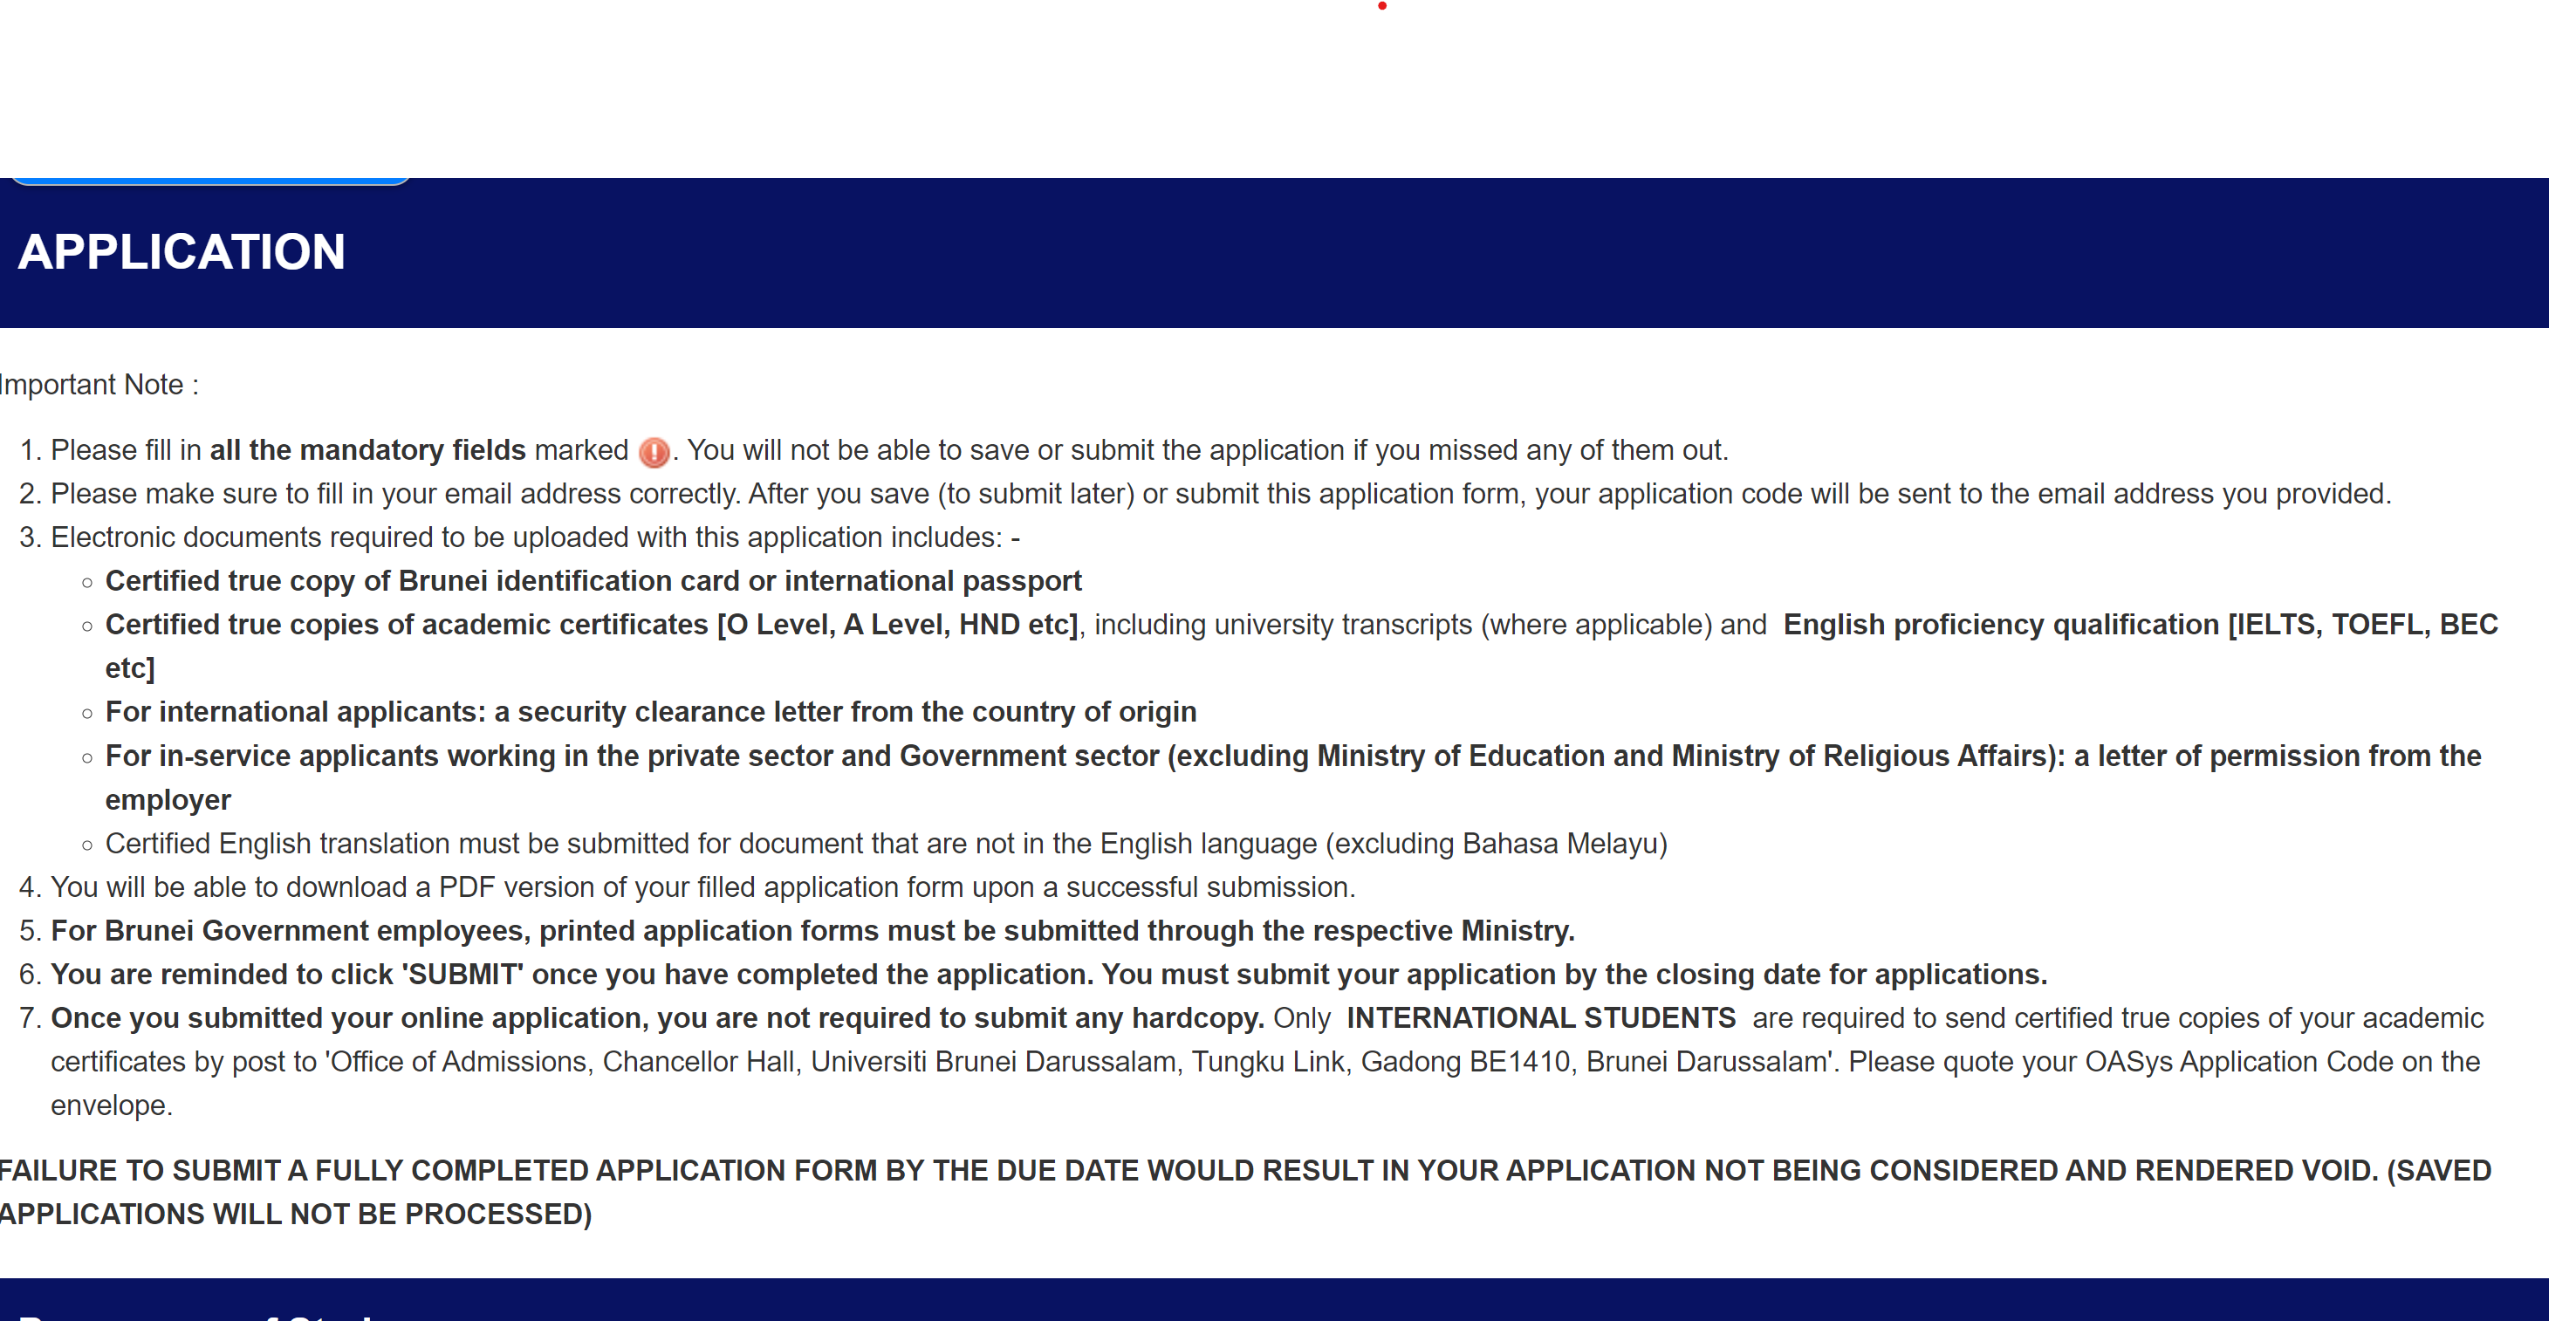 APPLICATION
Important Note :
1. Please fill in all the mandatory fields marked . You will not be able to save or submit the application if you missed any of them out.
2. Please make sure to fill in your email address correctly. After you save (to submit later) or submit this application form, your application code will be sent to the email address you provided.
3. Electronic documents required to be uploaded with this application includes: -
Certified true copy of Brunei identification card or international passport
Certified true copies of academic certificates [O Level, A Level, HND etc], including university transcripts (where applicable) and English proficiency qualification [IELTS, TOEFL, BEC
etc]
For international applicants: a security clearance letter from the country of origin
For in-service applicants working in the private sector and Government sector (excluding Ministry of Education and Ministry of Religious Affairs): a letter of permission from the
employer
Certified English translation must be submitted for document that are not in the English language (excluding Bahasa Melayu)
4. You will be able to download a PDF version of your filled application form upon a successful submission.
5. For Brunei Government employees, printed application forms must be submitted through the respective Ministry.
6. You are reminded to click 'SUBMIT' once you have completed the application. You must submit your application by the closing date for applications.
7. Once you submitted your online application, you are not required to submit any hardcopy. Only INTERNATIONAL STUDENTS are required to send certified true copies of your academic
certificates by post to 'Office of Admissions, Chancellor Hall, Universiti Brunei Darussalam, Tungku Link, Gadong BE1410, Brunei Darussalam'. Please quote your OASys Application Code on the
envelope.
FAILURE TO SUBMIT A FULLY COMPLETED APPLICATION FORM BY THE DUE DATE WOULD RESULT IN YOUR APPLICATION NOT BEING CONSIDERED AND RENDERED VOID. (SAVED
APPLICATIONS WILL NOT BE PROCESSED)